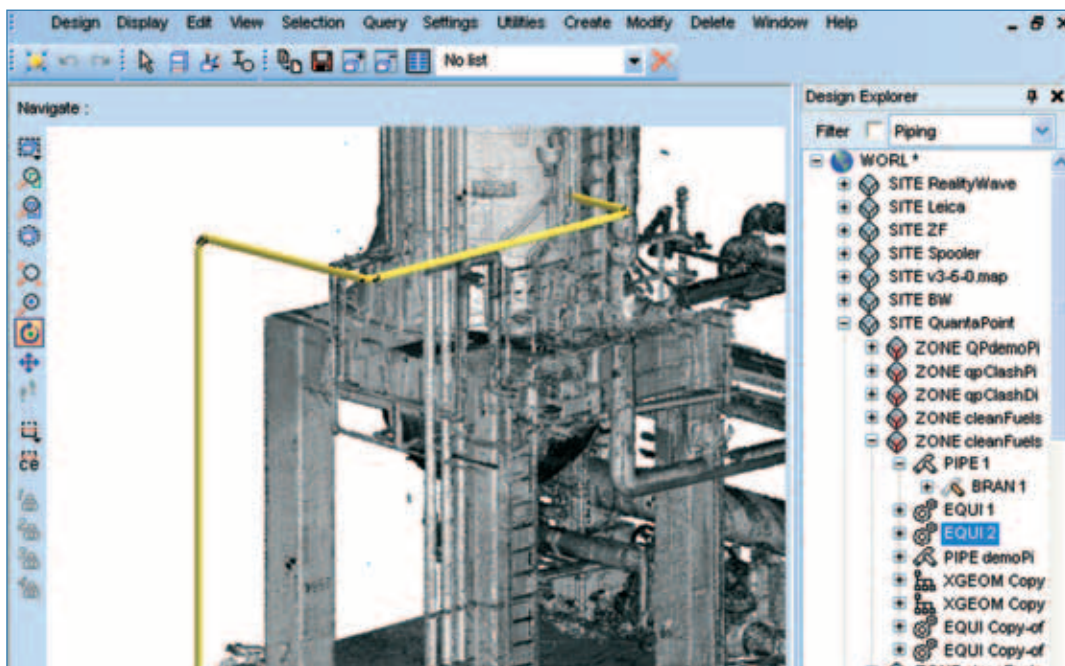 Design Display Edit View Selection Query Settings Utilities Create Modify Delete Window Help
No list
Navigate :
ce
Design Explorer
Filter Piping
WORL *
SITE RealityWave
SITE Leica
SITE ZF
SITE Spooler
SITE v3-6-0.map
SITE BW
SITE QuantaPoint
ZONE QPdemoPi
ZONE qpClashPi
ZONE qpClashDi
ZONE cleanFuels
ZONE cleanFuels
PIPE 1
BRAN 1
EQUI 1
EQUI 2
PIPE demoPi
XGEOM Copy
XGEOM Copy
EQUI Copy-of
EQUI Copy-of